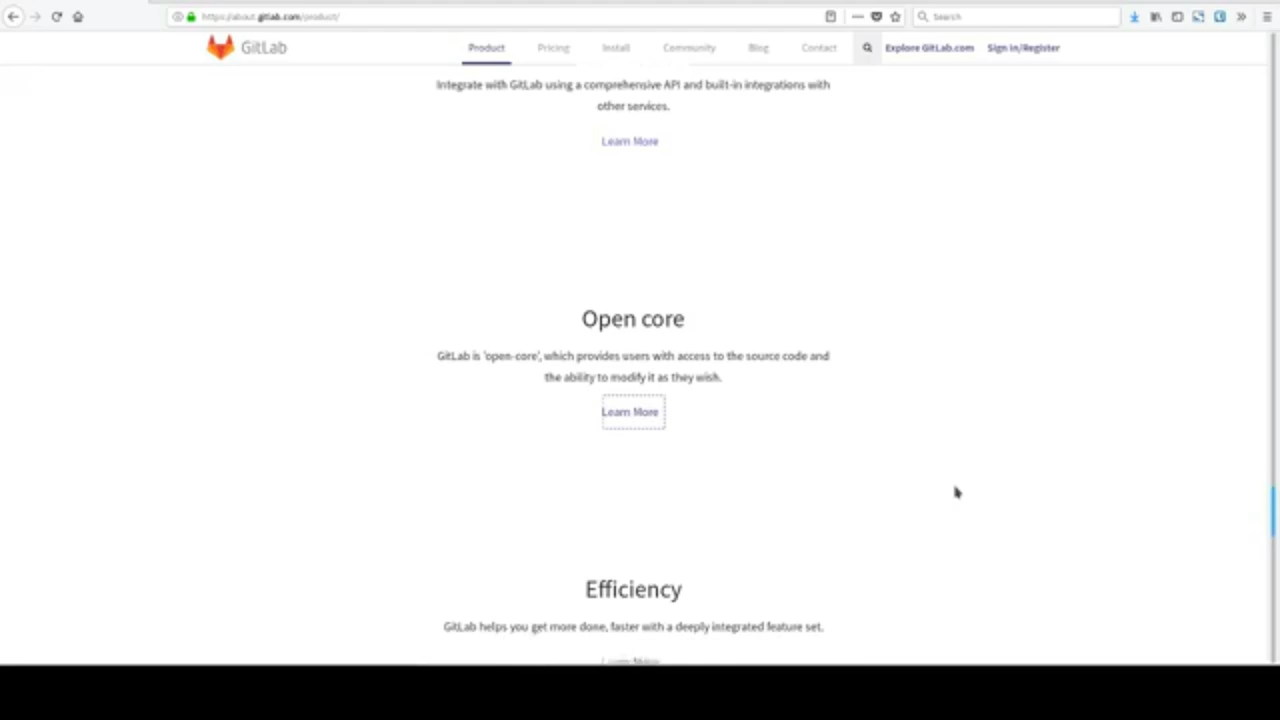 https://about.gitlab.com/product/
Search
GitLab
Product
Pricing
Install
Community
Blog
Contact
Explore GitLab.com
Sign in/Register
Integrate with GitLab using a comprehensive API and built-in integrations with
other services.
Learn More
Open core
GitLab is 'open-core', which provides users with access to the source code and
the ability to modify it as they wish.
Learn More
Efficiency
GitLab helps you get more done, faster with a deeply integrated feature set.